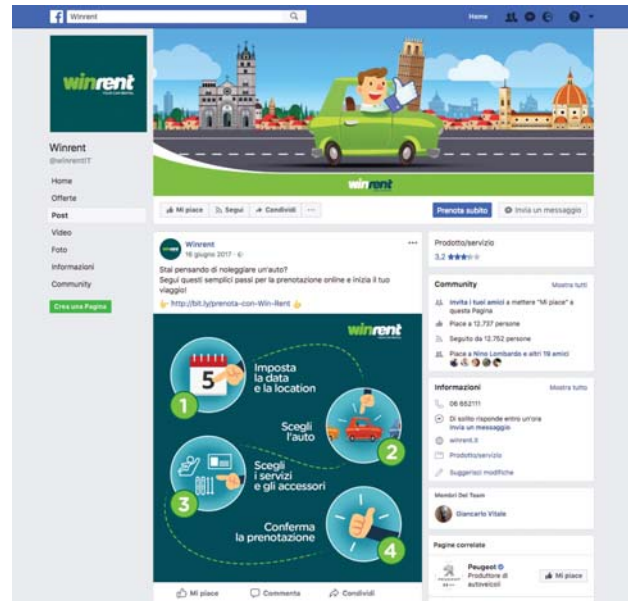 Winrent
Home
winrent
Winrent
@winrentIT
Home
Offerte
Post
Video
Foto
Informazioni
Community
Crea una Pagina
winrent
Mi piace
Segui
Condividi
Prenota subito
Invia un messaggio
Winrent
16 giugno 2017
Stai pensando di noleggiare un'auto?
Segui questi semplici passi per la prenotazione online e inizia il tuo
viaggio!
http://bit.ly/prenota-con-Win-Rent
winrent
5
1
Imposta
la data
e la location
Scegli
l'auto
2
3
Scegli
i servizi
e gli accessori
Conferma
la prenotazione
4
Mi piace
Commenta
Condividi
Prodotto/servizio
3,2 ★★★☆☆
Community
Mostra tutti
Invita i tuoi amici a mettere "Mi piace" a
questa Pagina
Piace a 12.737 persone
Seguito da 12.752 persone
Piace a Nino Lombardo e altri 19 amici
Informazioni
Mostra tutto
06 652111
Di solito risponde entro un'ora
Invia un messaggio
winrent.it
Prodotto/servizio
Suggerisci modifiche
Membri Del Team
Giancarlo Vitale
Pagine correlate
Peugeot
Produttore di
autoveicoli
Mi piace